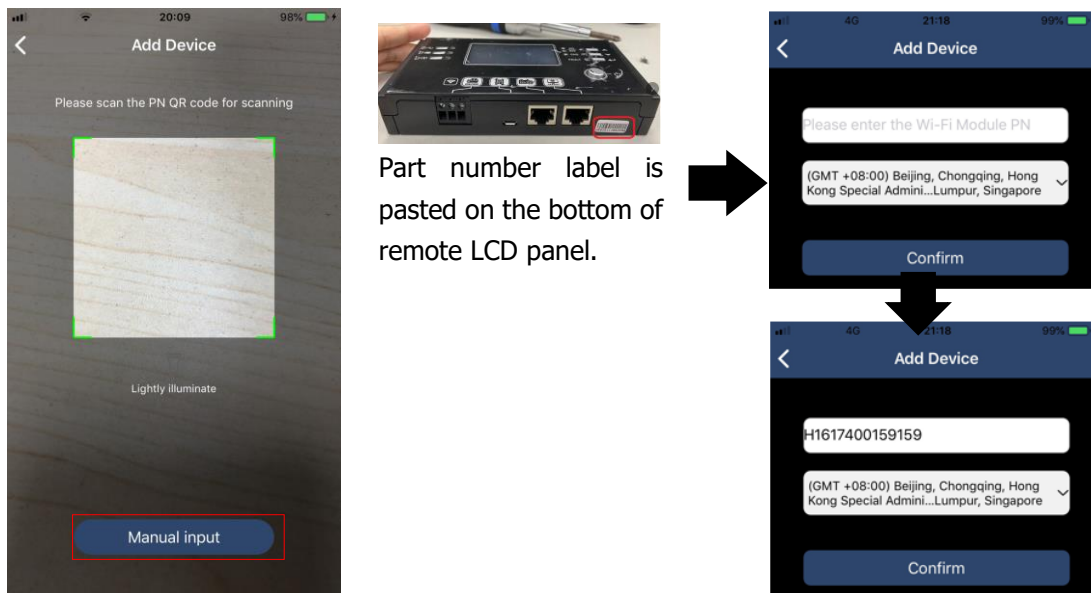 20:09
98%
Add Device
Please scan the PN QR code for scanning
Lightly illuminate
Manual input
Part number label is
pasted on the bottom of
remote LCD panel.
4G
21:18
99%
Add Device
Please enter the Wi-Fi Module PN
(GMT +08:00) Beijing, Chongqing, Hong
Kong Special Admini...Lumpur, Singapore
Confirm
4G
21:18
99%
Add Device
H1617400159159
(GMT +08:00) Beijing, Chongqing, Hong
Kong Special Admini...Lumpur, Singapore
Confirm